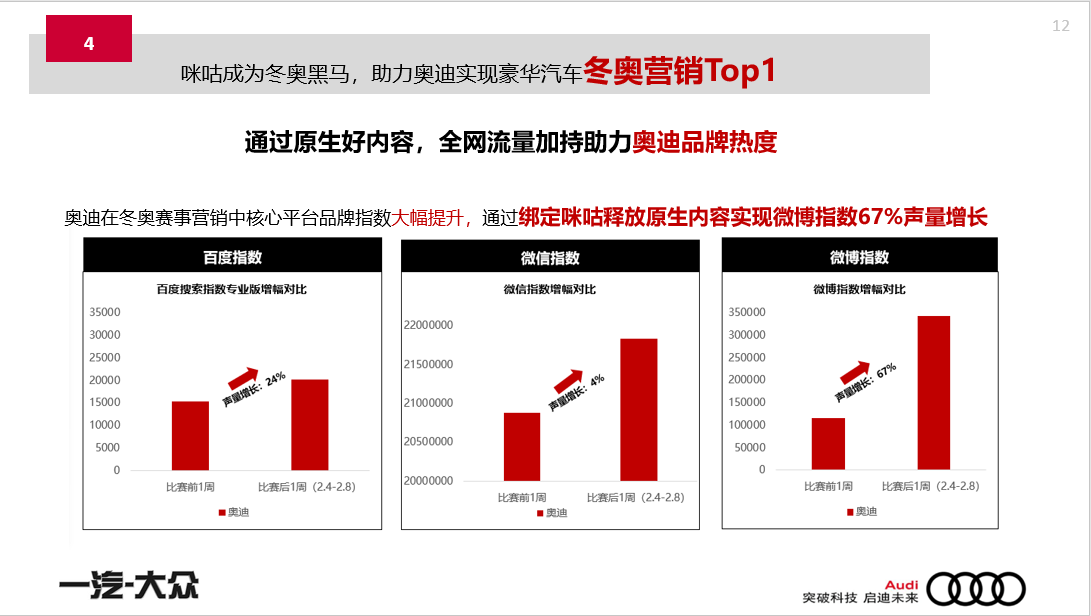 12
4
咪咕成为冬奥黑马，助力奥迪实现豪华汽车冬奥营销Top1
通过原生好内容，全网流量加持助力奥迪品牌热度
奥迪在冬奥赛事营销中核心平台品牌指数大幅提升，通过绑定咪咕释放原生内容实现微博指数67%声量增长
百度指数
百度搜索指数专业版增幅对比
35000
30000
25000
20000
15000
10000
5000
0
声量增长：24%
比赛前1周 比赛后1周（2.4-2.8）
奥迪
微信指数
微信指数增幅对比
22000000
21500000
21000000
20500000
20000000
声量增长：4%
比赛前1周 比赛后1周（2.4-2.8）
奥迪
微博指数
微博指数增幅对比
350000
300000
250000
200000
150000
100000
50000
0
声量增长：67%
比赛前1周 比赛后1周（2.4-2.8）
奥迪
一汽-大众
Audi
突破科技 启迪未来